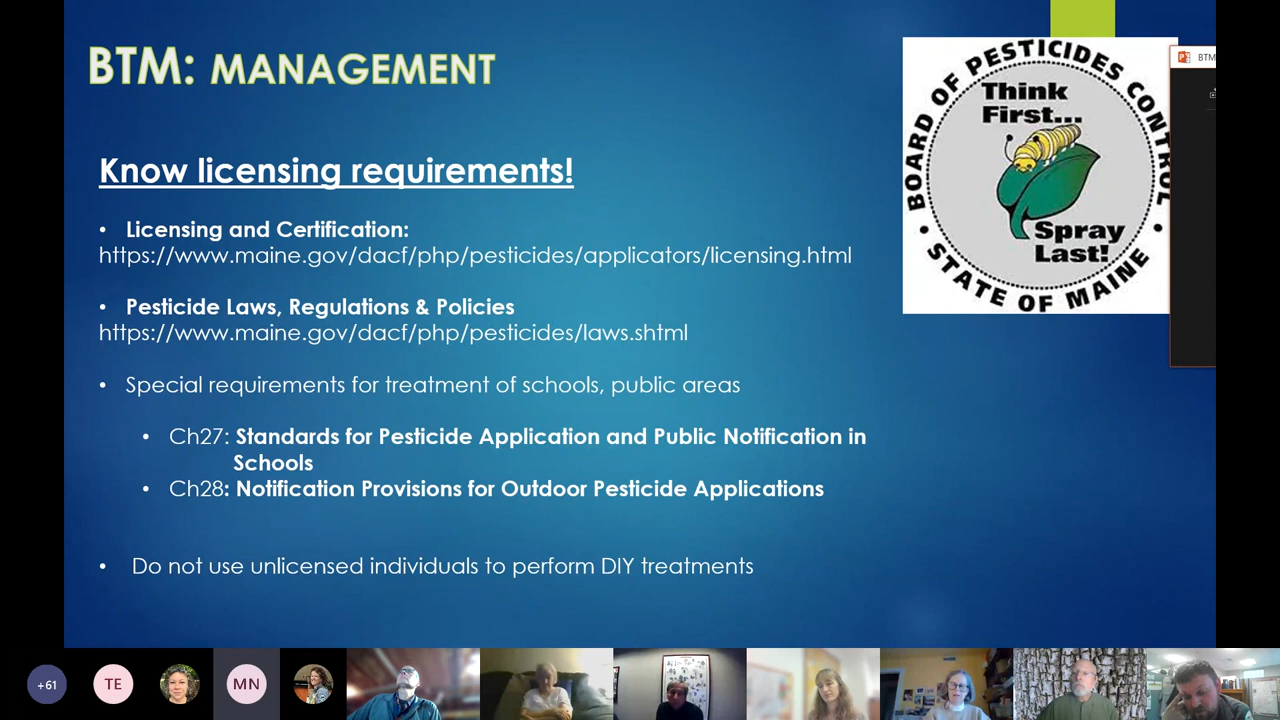 BTM: MANAGEMENT
Know licensing requirements!
• Licensing and Certification:
https://www.maine.gov/dacf/php/pesticides/applicators/licensing.html
• Pesticide Laws, Regulations & Policies
https://www.maine.gov/dacf/php/pesticides/laws.shtml
• Special requirements for treatment of schools, public areas
• Ch27: Standards for Pesticide Application and Public Notification in
Schools
• Ch28: Notification Provisions for Outdoor Pesticide Applications
• Do not use unlicensed individuals to perform DIY treatments
BOARD OF PESTICIDES CONTROL
Think
First...
Spray
Last!
• STATE OF MAINE •
BTM
+61
TE
MN